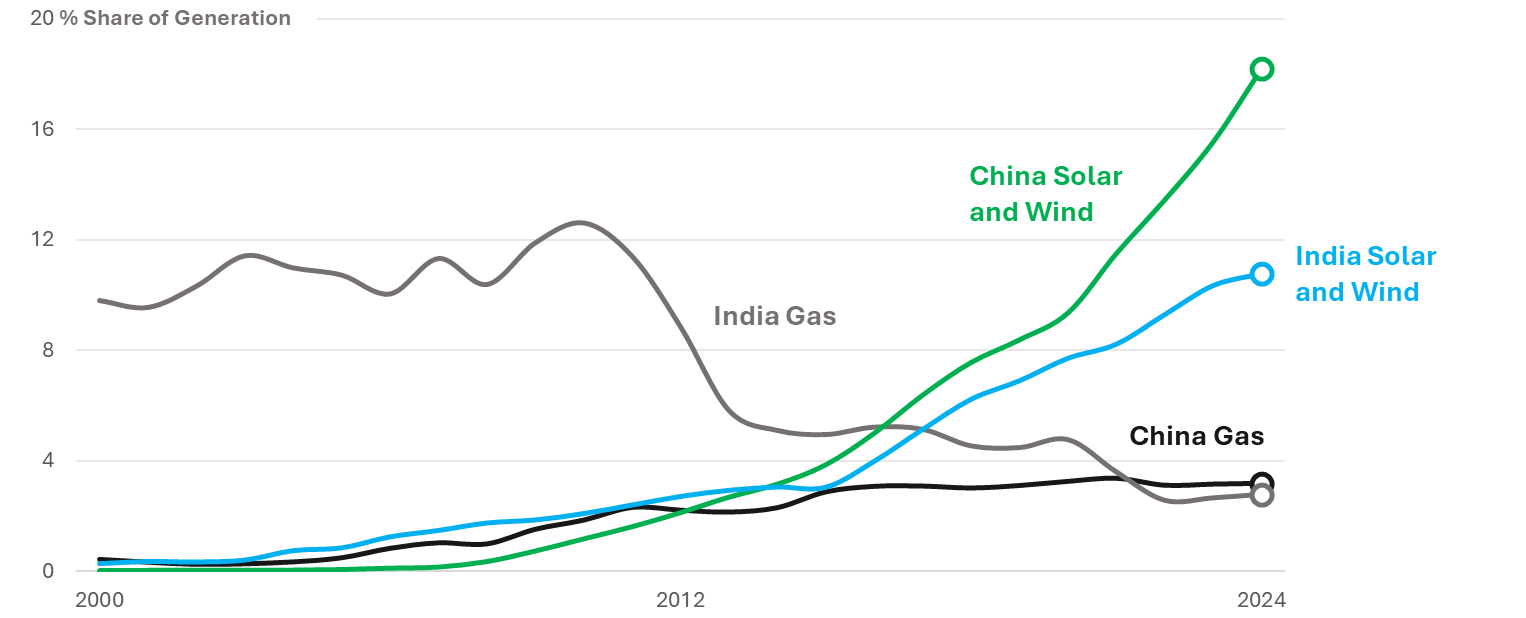 20 % Share of Generation
16
China Solar
and Wind
12
India Solar
and Wind
India Gas
8
China Gas
4
0
2000
2012
2024